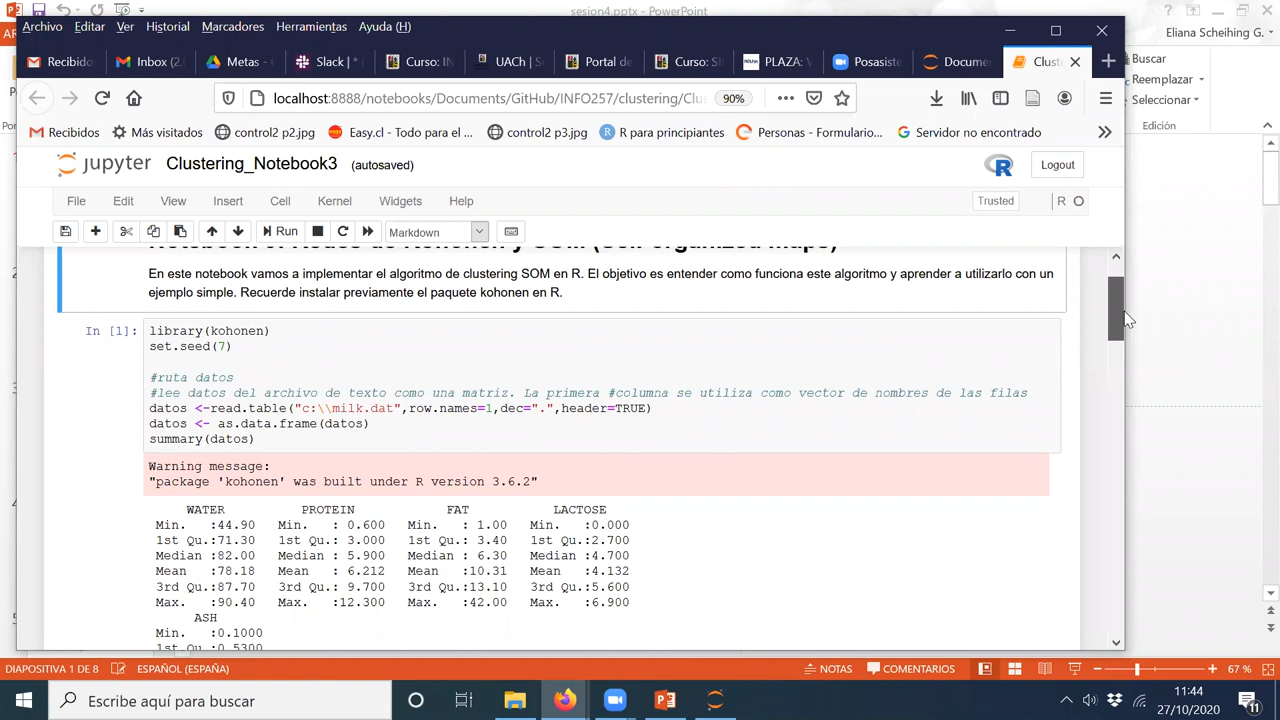 sesion4.pptx - PowerPoint
Archivo Editar Ver Historial Marcadores Herramientas Ayuda (H)
Eliana Scheihing G.
Recibido Inbox (2. Metas - Slack | Curso: IN UACh | S Portal de Curso: SI PLAZA: V Posasiste Docume Cluste
Buscar
Reemplazar
Seleccionar
Edición
localhost:8888/notebooks/Documents/GitHub/INFO257/clustering/Clus 90%
Recibidos Más visitados control2 p2.jpg Easy.cl - Todo para el ... control2 p3.jpg R para principiantes Personas - Formulario... Servidor no encontrado
jupyter Clustering_Notebook3 (autosaved) R Logout
File Edit View Insert Cell Kernel Widgets Help Trusted R
Run Markdown
En este notebook vamos a implementar el algoritmo de clustering SOM en R. El objetivo es entender como funciona este algoritmo y aprender a utilizarlo con un
ejemplo simple. Recuerde instalar previamente el paquete kohonen en R.
In [1]: library(kohonen)
set.seed(7)
#ruta datos
#lee datos del archivo de texto como una matriz. La primera #columna se utiliza como vector de nombres de las filas
datos <-read.table("c:\\milk.dat",row.names=1,dec=".",header=TRUE)
datos <- as.data.frame(datos)
summary(datos)
Warning message:
"package 'kohonen' was built under R version 3.6.2"
WATER PROTEIN FAT LACTOSE
Min. :44.90 Min. : 0.600 Min. : 1.00 Min. :0.000
1st Qu.:71.30 1st Qu.: 3.000 1st Qu.: 3.40 1st Qu.:2.700
Median :82.00 Median : 5.900 Median : 6.30 Median :4.700
Mean :78.18 Mean : 6.212 Mean :10.31 Mean :4.132
3rd Qu.:87.70 3rd Qu.: 9.700 3rd Qu.:13.10 3rd Qu.:5.600
Max. :90.40 Max. :12.300 Max. :42.00 Max. :6.900
ASH
Min. :0.1000
1st Qu.:0.5300
DIAPOSITIVA 1 DE 8 ESPAÑOL (ESPAÑA) NOTAS COMENTARIOS 67 %
Escribe aquí para buscar
11:44
27/10/2020
11